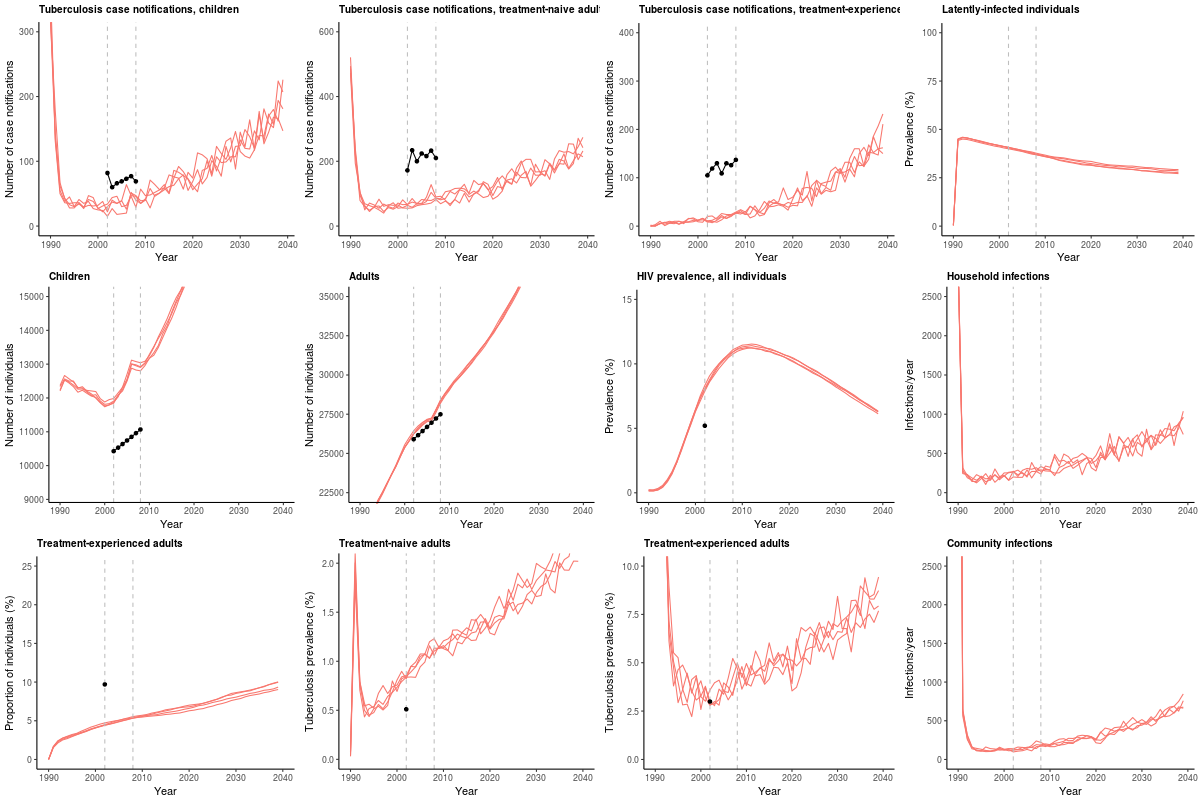 Tuberculosis case notifications, children
Number of case notifications
300
200
100
0
1990 2000 2010 2020 2030 2040
Year
Tuberculosis case notifications, treatment-naive adul
Number of case notifications
600
400
200
0
1990 2000 2010 2020 2030 2040
Year
Tuberculosis case notifications, treatment-experience
Number of case notifications
400
300
200
100
0
1990 2000 2010 2020 2030 2040
Year
Latently-infected individuals
Prevalence (%)
100
75
50
25
0
1990 2000 2010 2020 2030 2040
Year
Children
Number of individuals
15000
14000
13000
12000
11000
10000
9000
1990 2000 2010 2020 2030 2040
Year
Adults
Number of individuals
35000
32500
30000
27500
25000
22500
1990 2000 2010 2020 2030 2040
Year
HIV prevalence, all individuals
Prevalence (%)
15
10
5
0
1990 2000 2010 2020 2030 2040
Year
Household infections
Infections/year
2500
2000
1500
1000
500
0
1990 2000 2010 2020 2030 2040
Year
Treatment-experienced adults
Proportion of individuals (%)
25
20
15
10
5
0
1990 2000 2010 2020 2030 2040
Year
Treatment-naive adults
Tuberculosis prevalence (%)
2.0
1.5
1.0
0.5
0.0
1990 2000 2010 2020 2030 2040
Year
Treatment-experienced adults
Tuberculosis prevalence (%)
10.0
7.5
5.0
2.5
0.0
1990 2000 2010 2020 2030 2040
Year
Community infections
Infections/year
2500
2000
1500
1000
500
0
1990 2000 2010 2020 2030 2040
Year